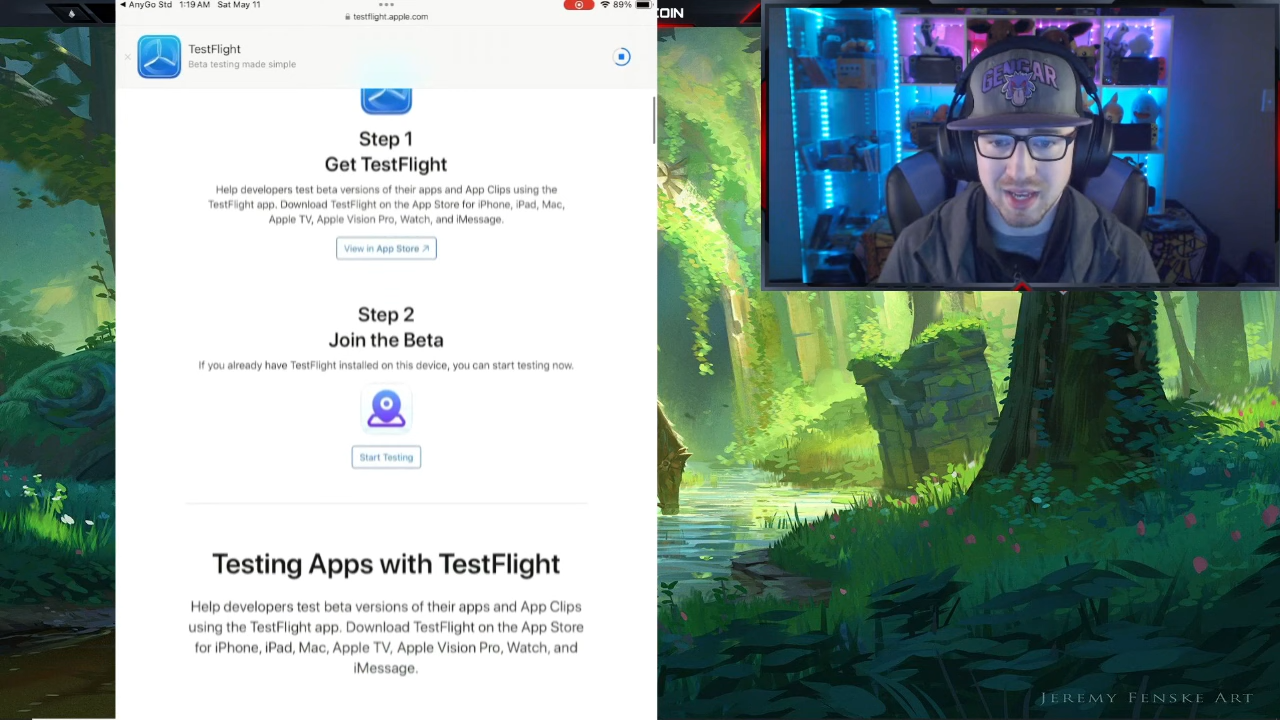 AnyGo Std 1:19 AM Sat May 11
89%
testflight.apple.com
OIN
TestFlight
Beta testing made simple
GENGAR
Step 1
Get TestFlight
Help developers test beta versions of their apps and App Clips using the
TestFlight app. Download TestFlight on the App Store for iPhone, iPad, Mac,
Apple TV, Apple Vision Pro, Watch, and iMessage.
View in App Store
Step 2
Join the Beta
If you already have TestFlight installed on this device, you can start testing now.
Start Testing
Testing Apps with TestFlight
Help developers test beta versions of their apps and App Clips
using the TestFlight app. Download TestFlight on the App Store
for iPhone, iPad, Mac, Apple TV, Apple Vision Pro, Watch, and
iMessage.
JEREMY FENSKE ART